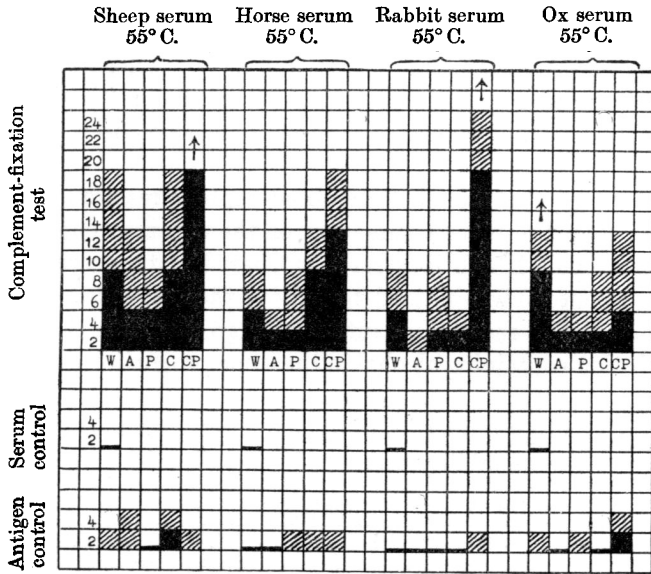 Sheep serum Horse serum Rabbit serum Ox serum
55° C. 55° C. 55° C. 55° C.
Complement-fixation
test
24
22
20
18
16
14
12
10
8
6
4
2
W A P C CP W A P C CP W A P C CP W A P C CP
Serum
control
4
2
Antigen
control
4
2